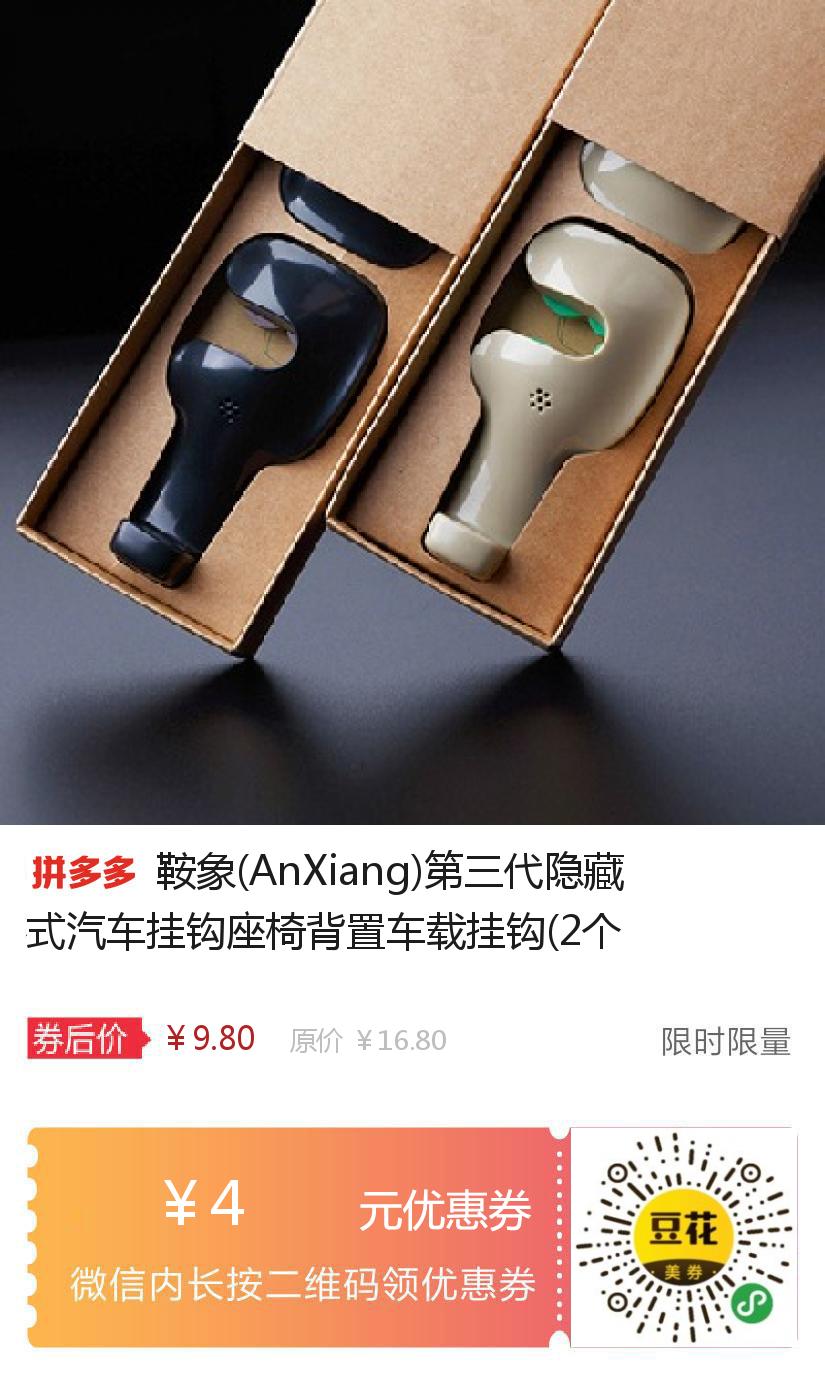 拼多多 鞍象(AnXiang)第三代隐藏
式汽车挂钩座椅背置车载挂钩(2个
券后价 ¥9.80 原价 ¥16.80 限时限量
¥4 元优惠券
微信内长按二维码领优惠券
豆花
美券